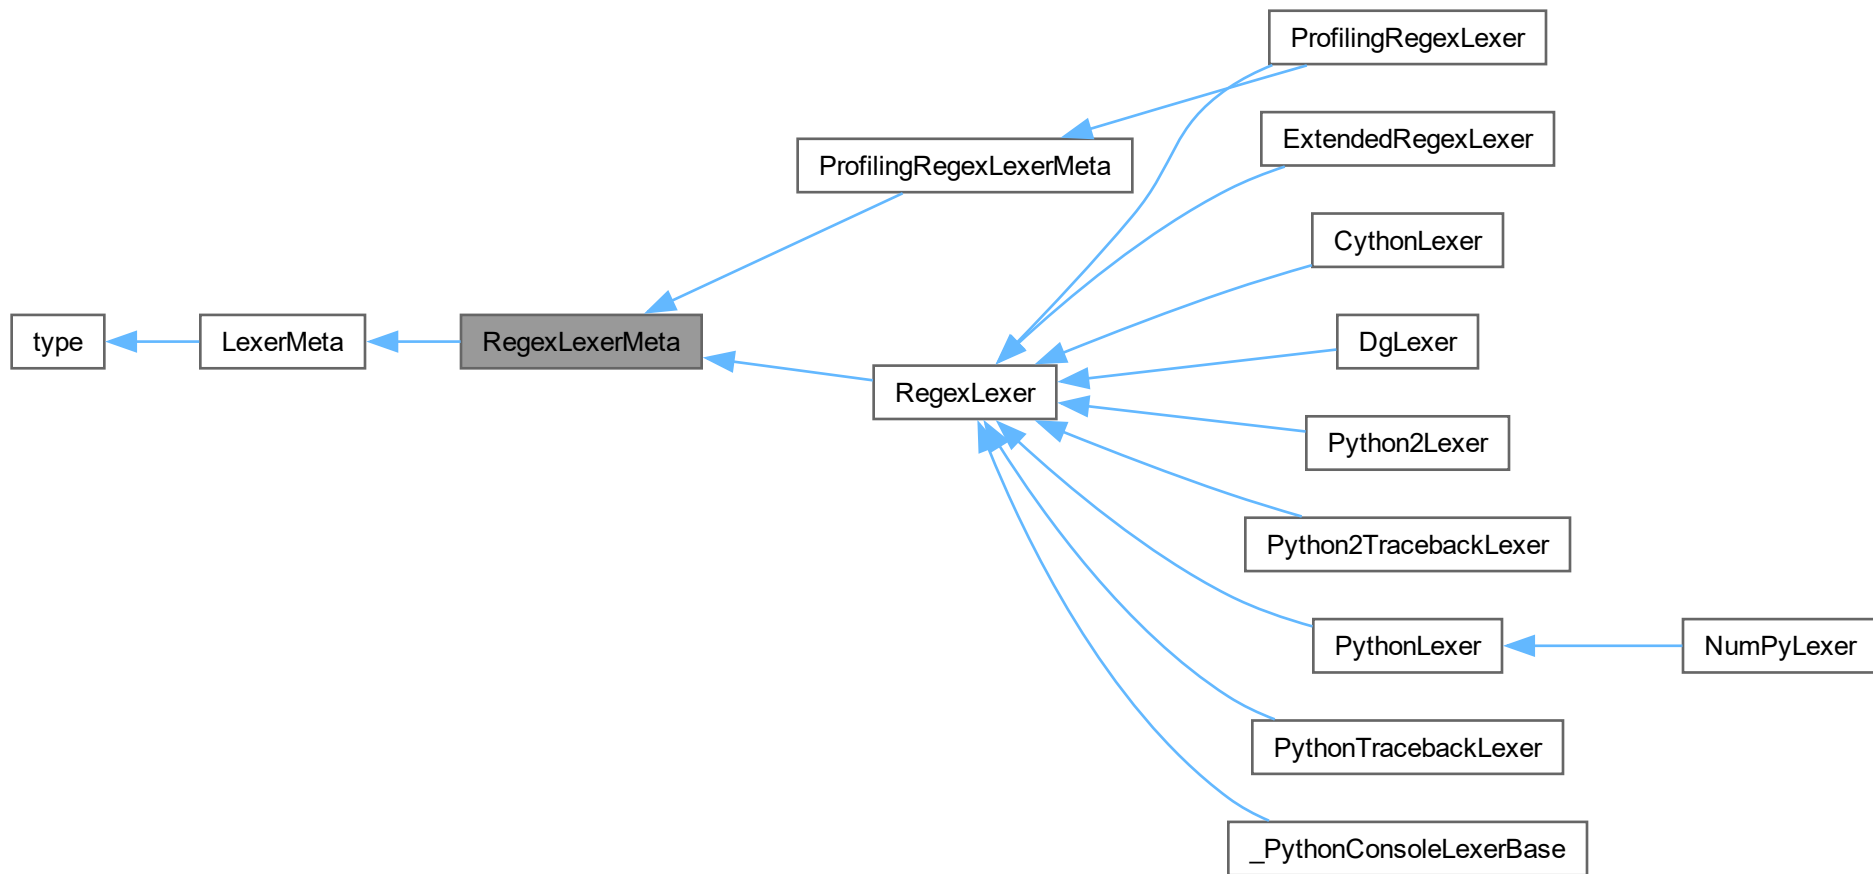 ProfilingRegexLexer
ExtendedRegexLexer
ProfilingRegexLexerMeta
CythonLexer
type
LexerMeta
RegexLexerMeta
DgLexer
RegexLexer
Python2Lexer
Python2TracebackLexer
PythonLexer
NumPyLexer
PythonTracebackLexer
_PythonConsoleLexerBase